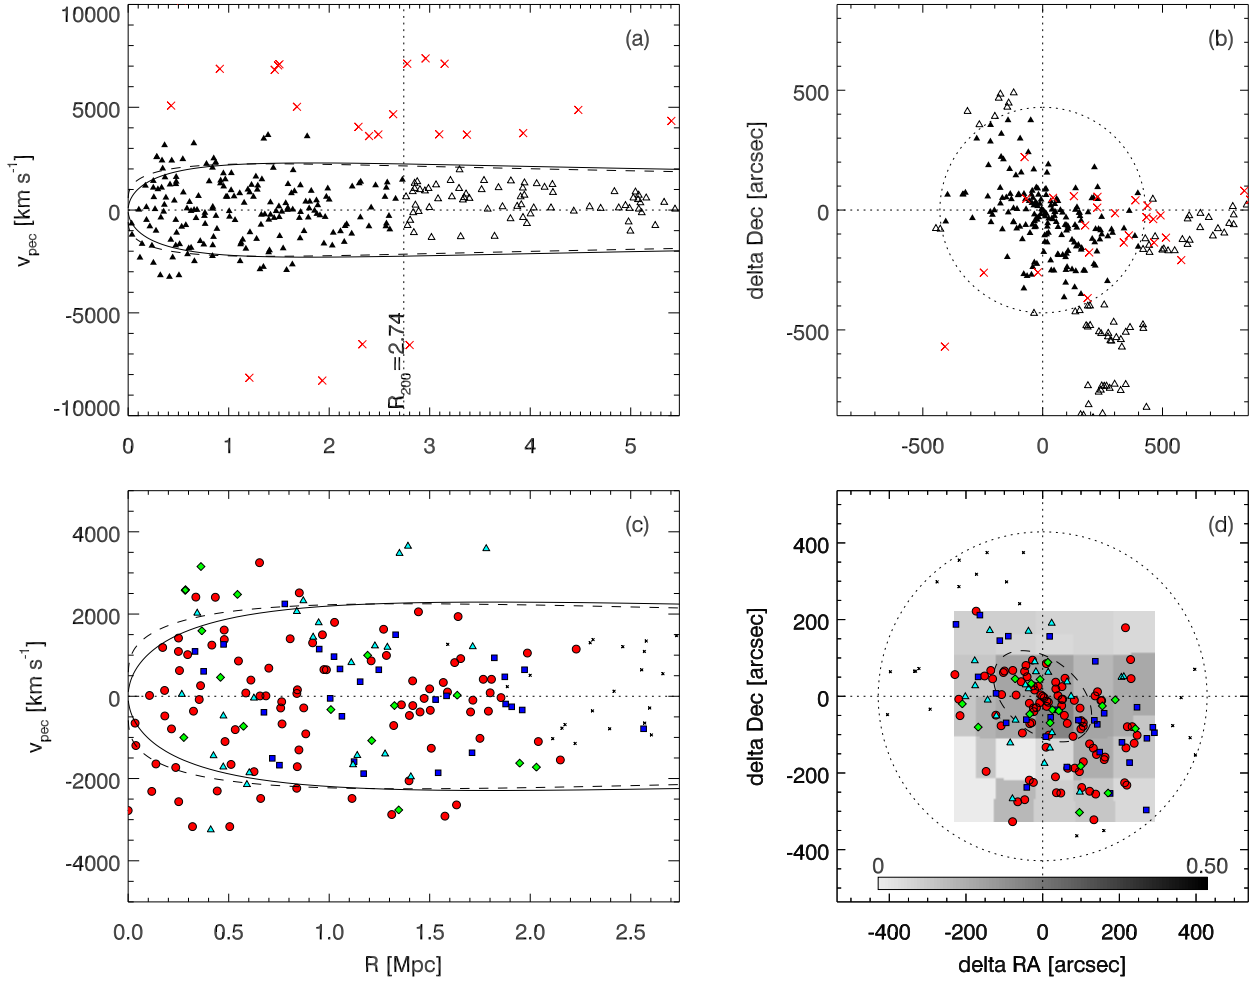 (a)
10000
5000
0
-5000
-10000
v_pec [km s^-1]
R_200 =2.74
0 1 2 3 4 5
(b)
500
0
-500
delta Dec [arcsec]
-500 0 500
(c)
4000
2000
0
-2000
-4000
v_pec [km s^-1]
0.0 0.5 1.0 1.5 2.0 2.5
R [Mpc]
(d)
400
200
0
-200
-400
delta Dec [arcsec]
0 0.50
-400 -200 0 200 400
delta RA [arcsec]